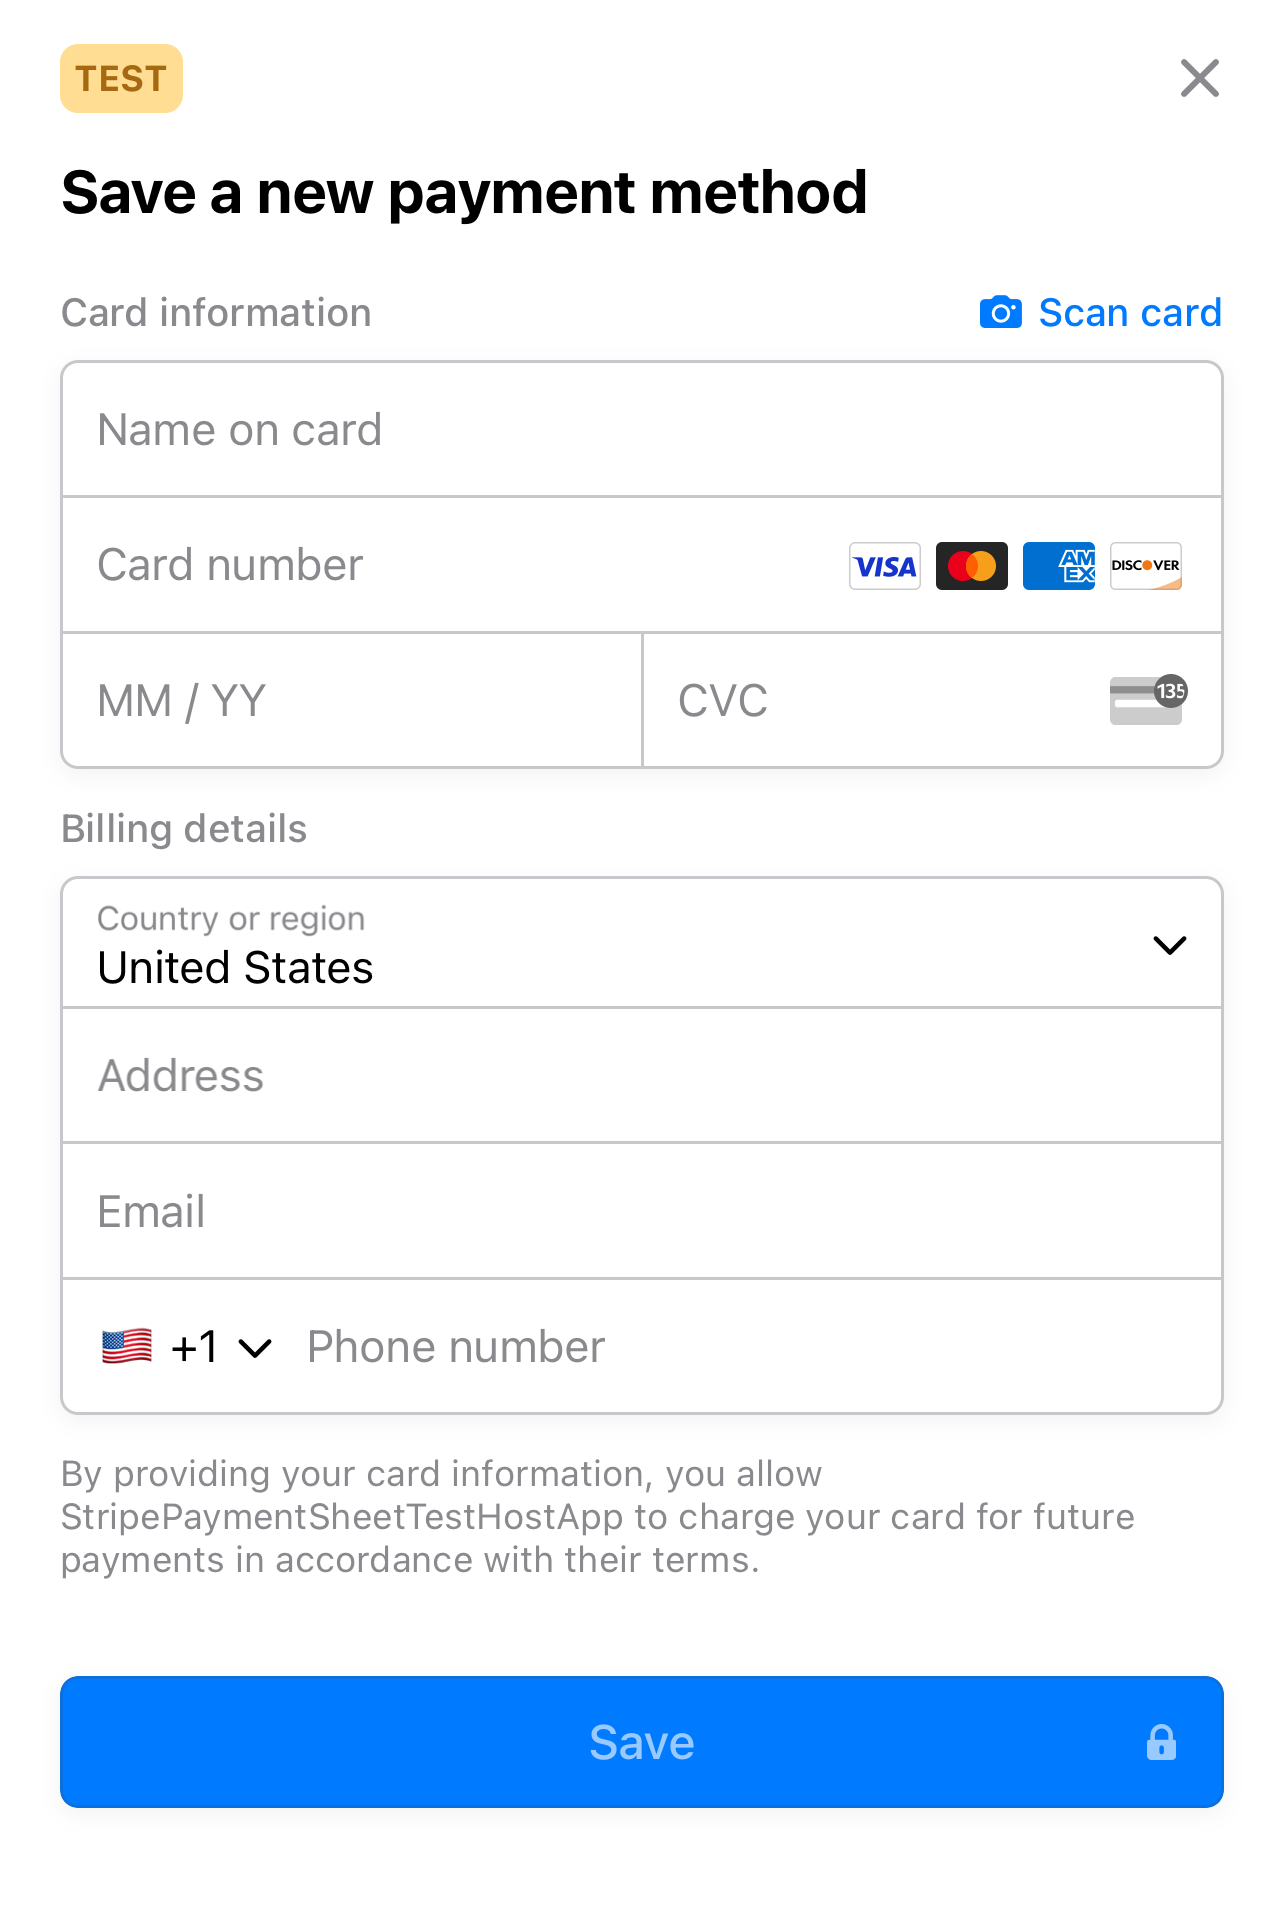 TEST
Save a new payment method
Card information
Scan card
Name on card
Card number
VISA
AM
EX
DISCOVER
MM / YY
CVC
135
Billing details
Country or region
United States
Address
Email
🇺🇸 +1 Phone number
By providing your card information, you allow
StripePaymentSheetTestHostApp to charge your card for future
payments in accordance with their terms.
Save